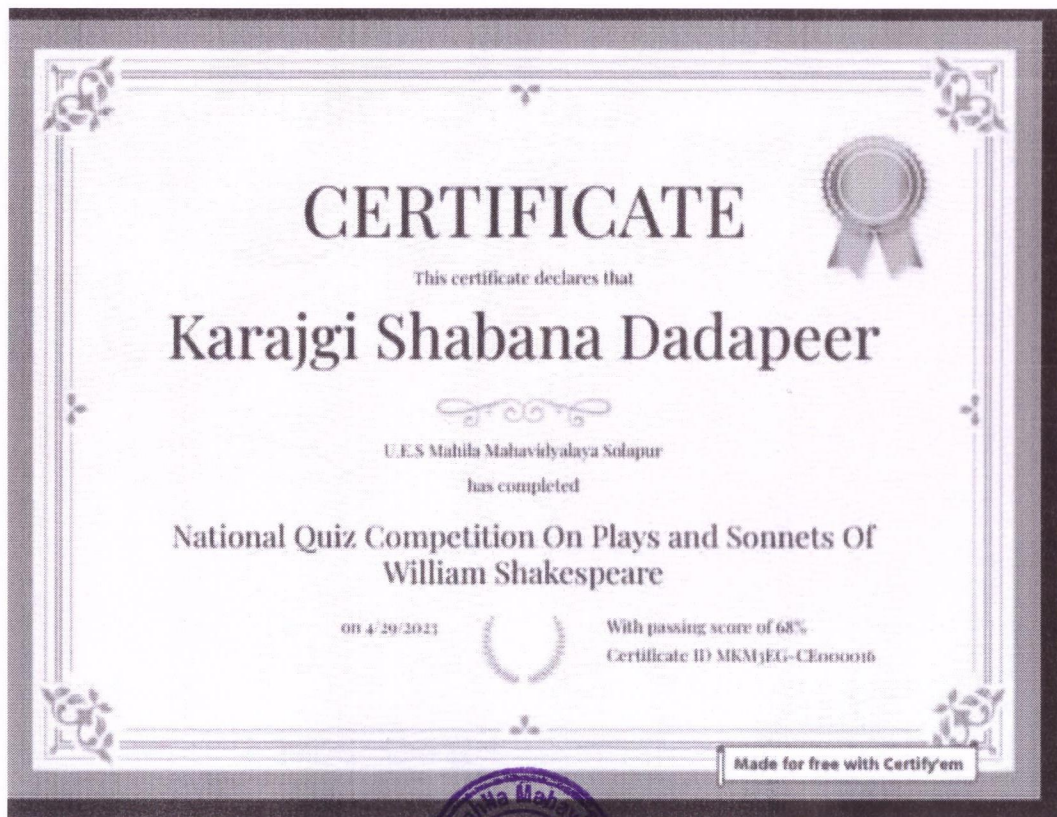 CERTIFICATE
This certificate declares that
Karajgi Shabana Dadapeer
U.E.S Mahila Mahavidyalaya Solapur
has completed
National Quiz Competition On Plays and Sonnets Of
William Shakespeare
on 4/29/2023
With passing score of 68%
Certificate ID MKM3EG-CE000016
Made for free with Certify'em